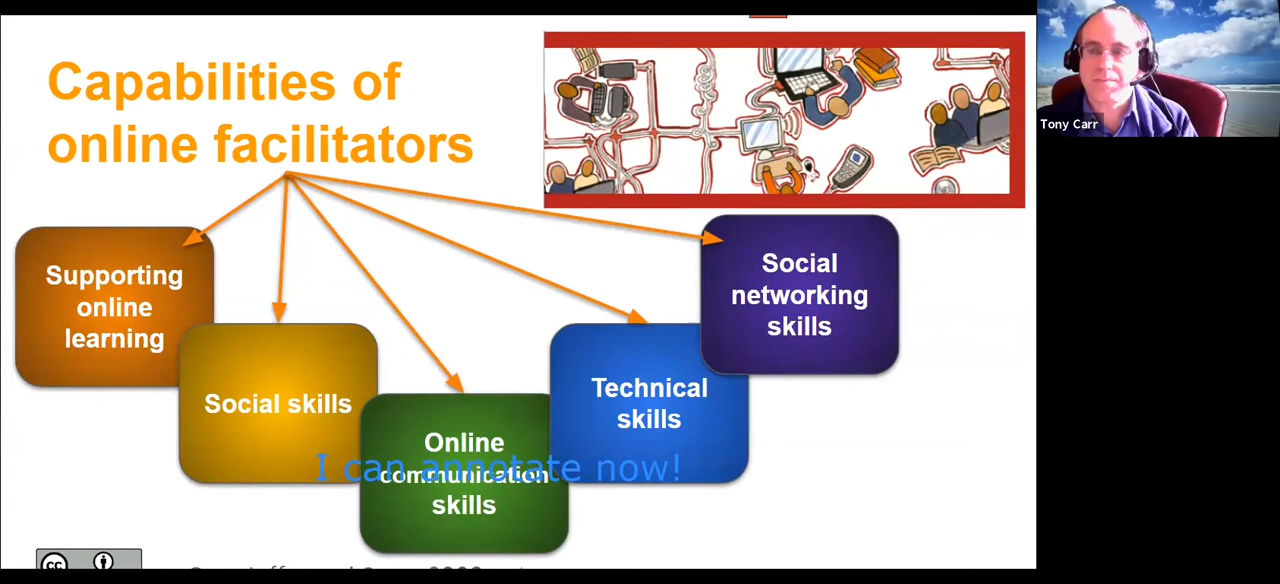 Capabilities of
online facilitators
Tony Carr
Supporting
online
learning
Social skills
Online
communication
skills
Technical
skills
Social
networking
skills
I can annotate now!
cc